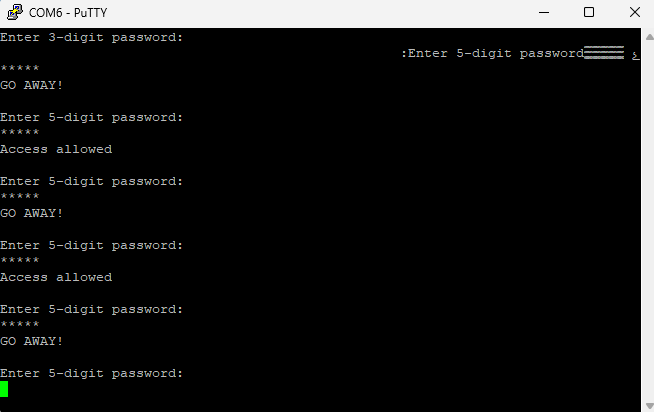 COM6 - PuTTY
Enter 3-digit password:
:Enter 5-digit password
*****
GO AWAY!
Enter 5-digit password:
*****
Access allowed
Enter 5-digit password:
*****
GO AWAY!
Enter 5-digit password:
*****
Access allowed
Enter 5-digit password:
*****
GO AWAY!
Enter 5-digit password: